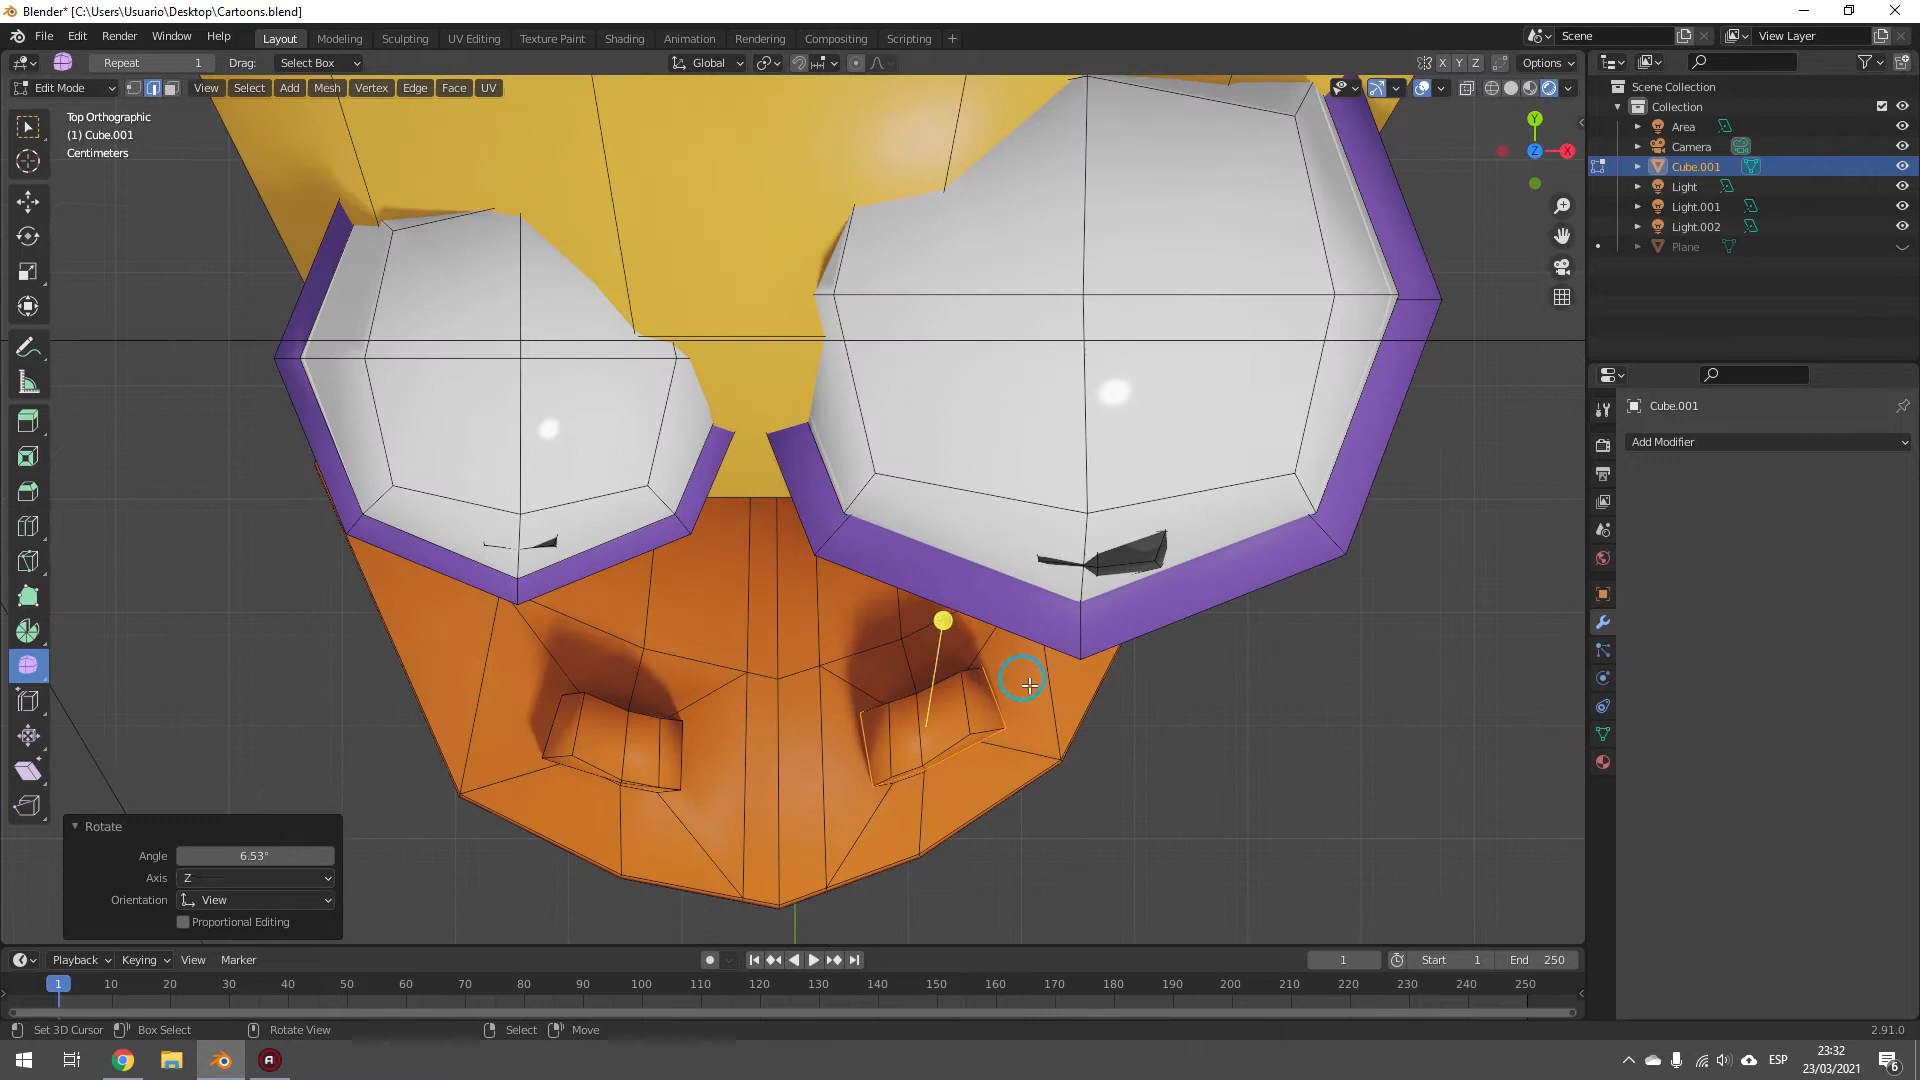 Blender* [C:\Users\Usuario\Desktop\Cartoons.blend]
File Edit Render Window Help
Layout Modeling Sculpting UV Editing Texture Paint Shading Animation Rendering Compositing Scripting
Scene
View Layer
Repeat 1
Drag: Select Box
Global
X Y Z
Options
Edit Mode
View Select Add Mesh Vertex Edge Face UV
Top Orthographic
(1) Cube.001
Centimeters
Y
Z X
Scene Collection
Collection
Area
Camera
Cube.001
Light
Light.001
Light.002
Plane
Cube.001
Add Modifier
Rotate
Angle 6.53°
Axis Z
Orientation View
Proportional Editing
Playback Keying View Marker
1
Start 1
End 250
1 10 20 30 40 50 60 70 80 90 100 110 120 130 140 150 160 170 180 190 200 210 220 230 240 250
Set 3D Cursor Box Select Rotate View Select Move
2.91.0
ESP
23:32
23/03/2021
6